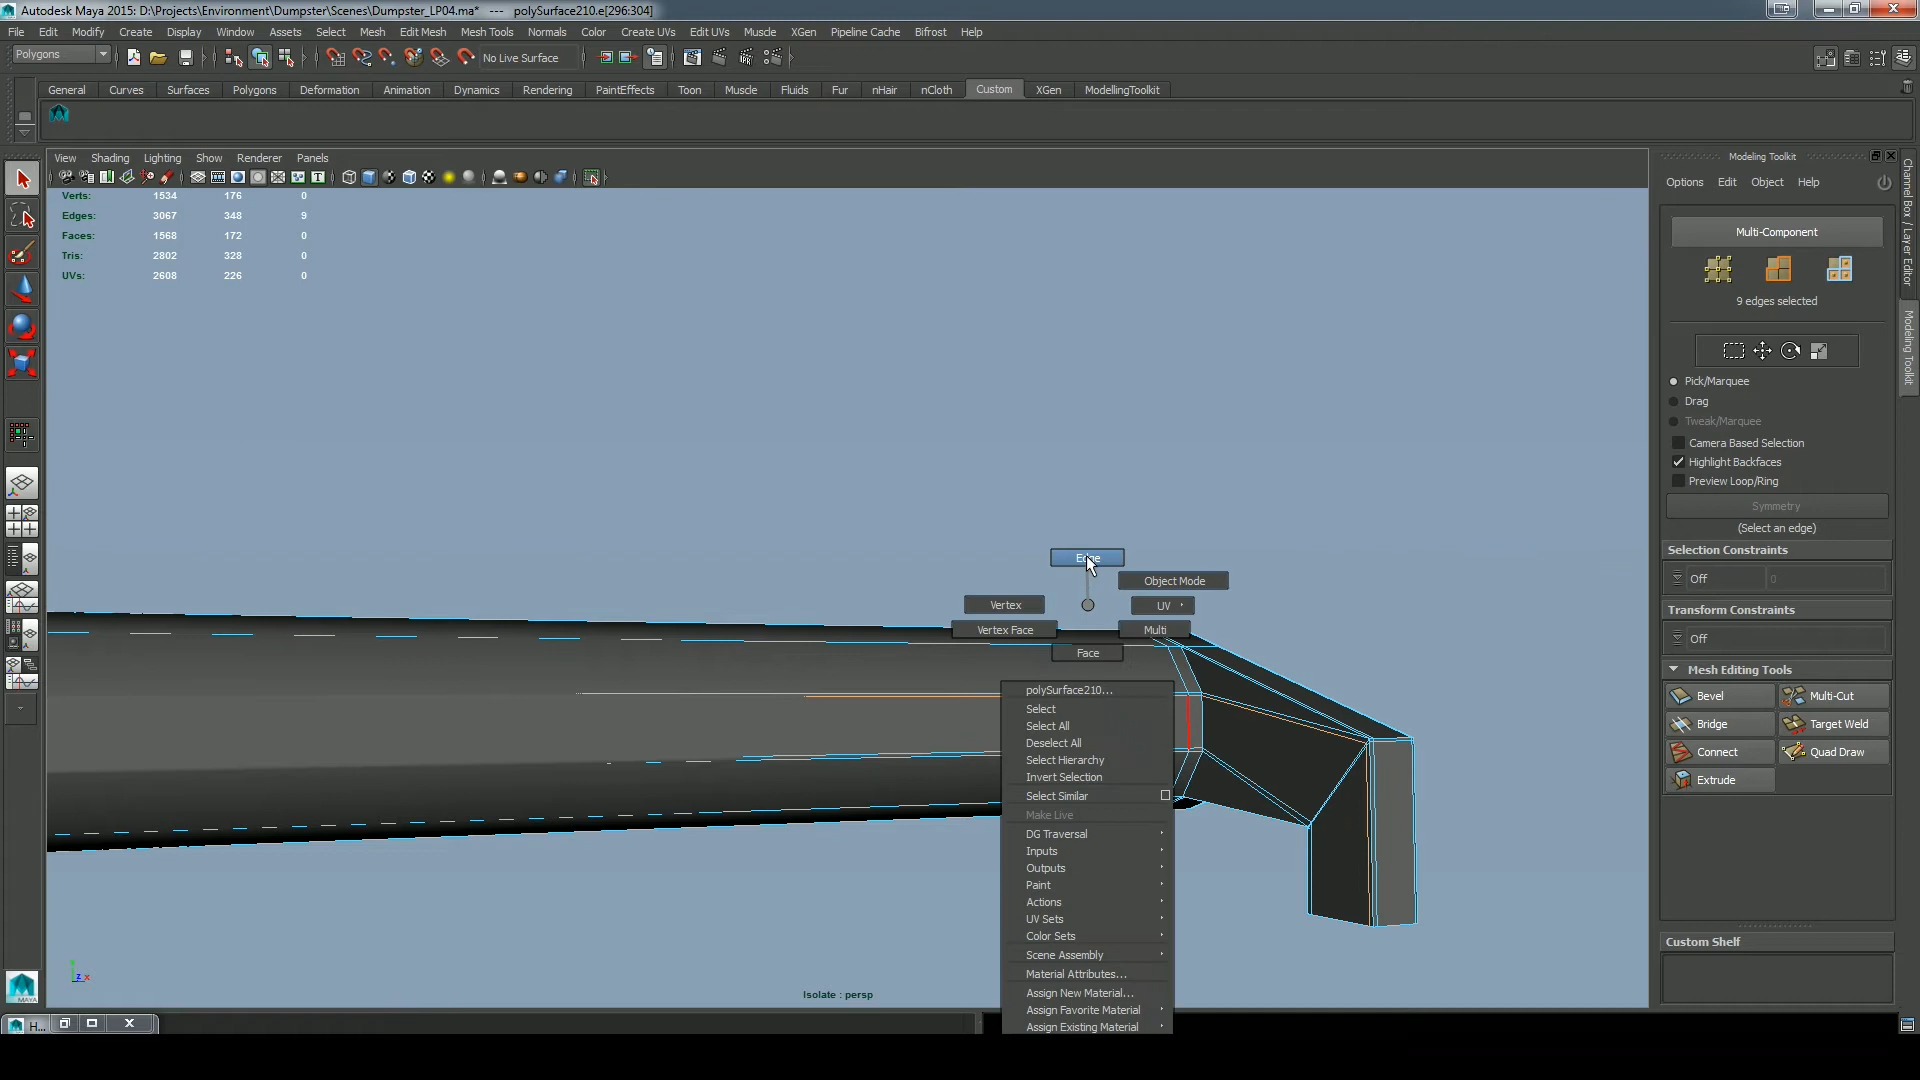 Autodesk Maya 2015: D:\Projects\Environment\Dumpster\Scenes\Dumpster_LP04.ma* --- polySurface210.e[296:304]
File Edit Modify Create Display Window Assets Select Mesh Edit Mesh Mesh Tools Normals Color Create UVs Edit UVs Muscle XGen Pipeline Cache Bifrost Help
Polygons
No Live Surface
General Curves Surfaces Polygons Deformation Animation Dynamics Rendering PaintEffects Toon Muscle Fluids Fur nHair nCloth Custom XGen ModellingToolkit
View Shading Lighting Show Renderer Panels
Verts: 1534 176 0
Edges: 3067 348 9
Faces: 1568 172 0
Tris: 2802 328 0
UVs: 2608 226 0
Edge
Object Mode
Vertex
UV
Vertex Face
Multi
Face
polySurface210...
Select
Select All
Deselect All
Select Hierarchy
Invert Selection
Select Similar
Make Live
DG Traversal
Inputs
Outputs
Paint
Actions
UV Sets
Color Sets
Scene Assembly
Material Attributes...
Assign New Material...
Assign Favorite Material
Assign Existing Material
z x
Isolate : persp
MAYA
H...
Modeling Toolkit
Options Edit Object Help
Multi-Component
9 edges selected
Pick/Marquee
Drag
Tweak/Marquee
Camera Based Selection
Highlight Backfaces
Preview Loop/Ring
Symmetry
(Select an edge)
Selection Constraints
Off 0
Transform Constraints
Off
Mesh Editing Tools
Bevel Multi-Cut
Bridge Target Weld
Connect Quad Draw
Extrude
Custom Shelf
Channel Box / Layer Editor
Modeling Toolkit